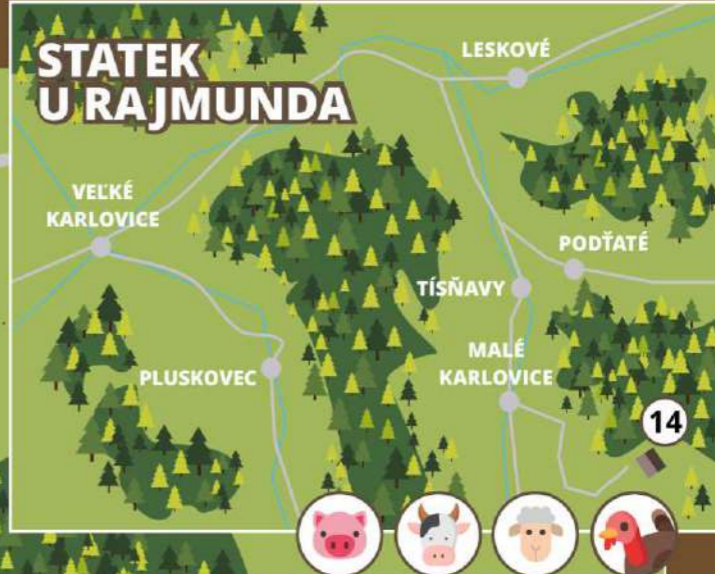 STATEK
U RAJMUNDA
LESKOVÉ
VEĽKÉ
KARLOVICE
PODŤATÉ
TÍSŇAVY
MALÉ
KARLOVICE
PLUSKOVEC
14